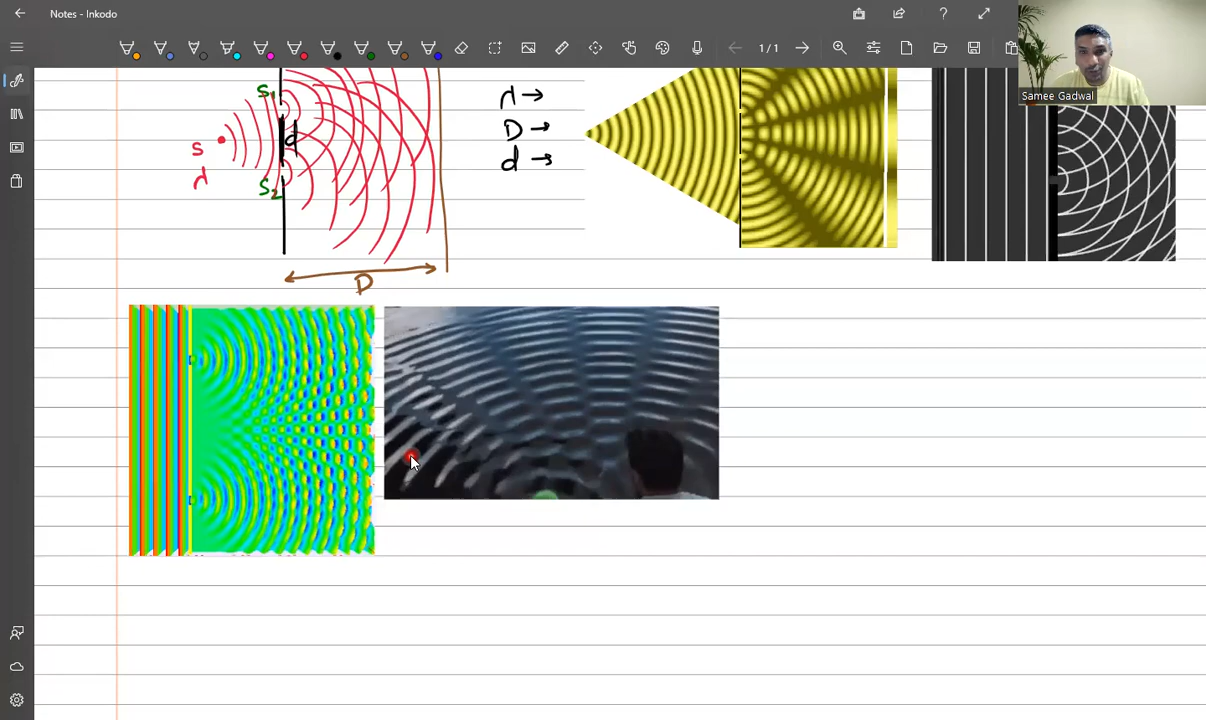 Notes - Inkodo
1/1
Samee Gadwal
S₁
S
λ
d
S₂
D
λ →
D →
d →